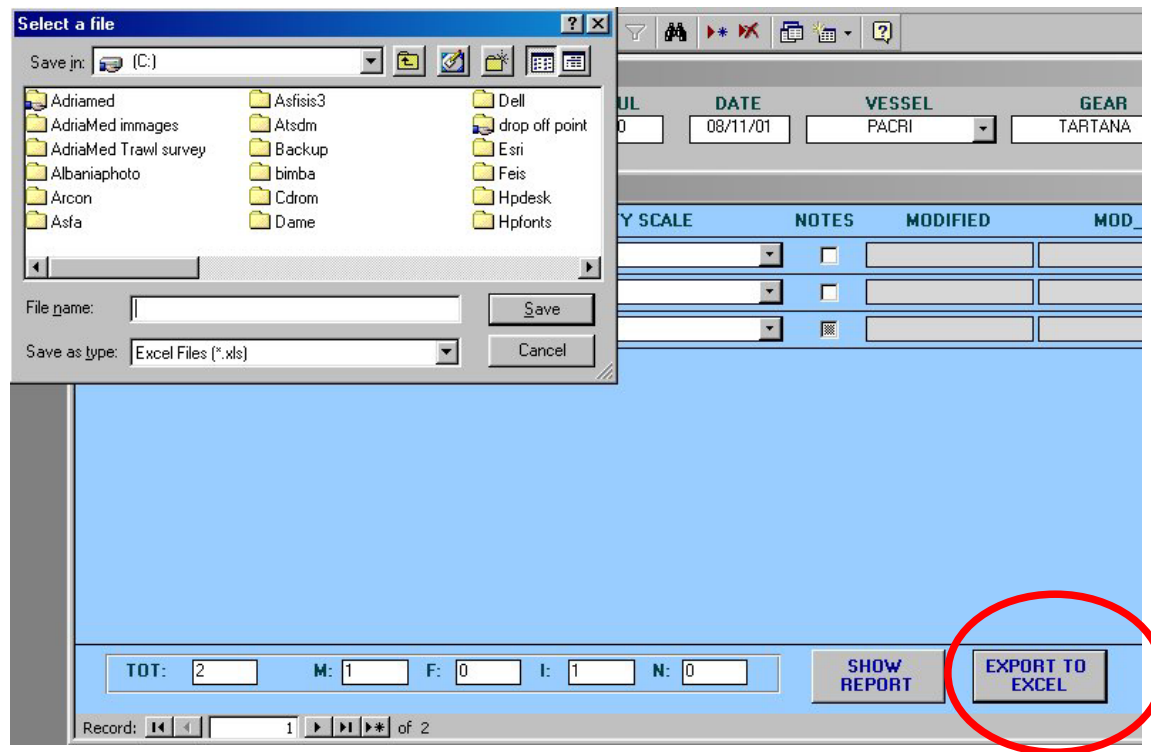 Select a file
Save in: (C:)
Adriamed Asfisis3 Dell
AdriaMed immages Atsdm drop off point
AdriaMed Trawl survey Backup Esri
Albaniaphoto bimba Feis
Arcon Cdrom Hpdesk
Asfa Dame Hpfonts
File name: Save
Save as type: Excel Files (*.xls) Cancel
UL DATE VESSEL GEAR
0 08/11/01 PACRI TARTANA
Y SCALE NOTES MODIFIED MOD_
TOT: 2 M: 1 F: 0 I: 1 N: 0
SHOW REPORT
EXPORT TO EXCEL
Record: 1 of 2